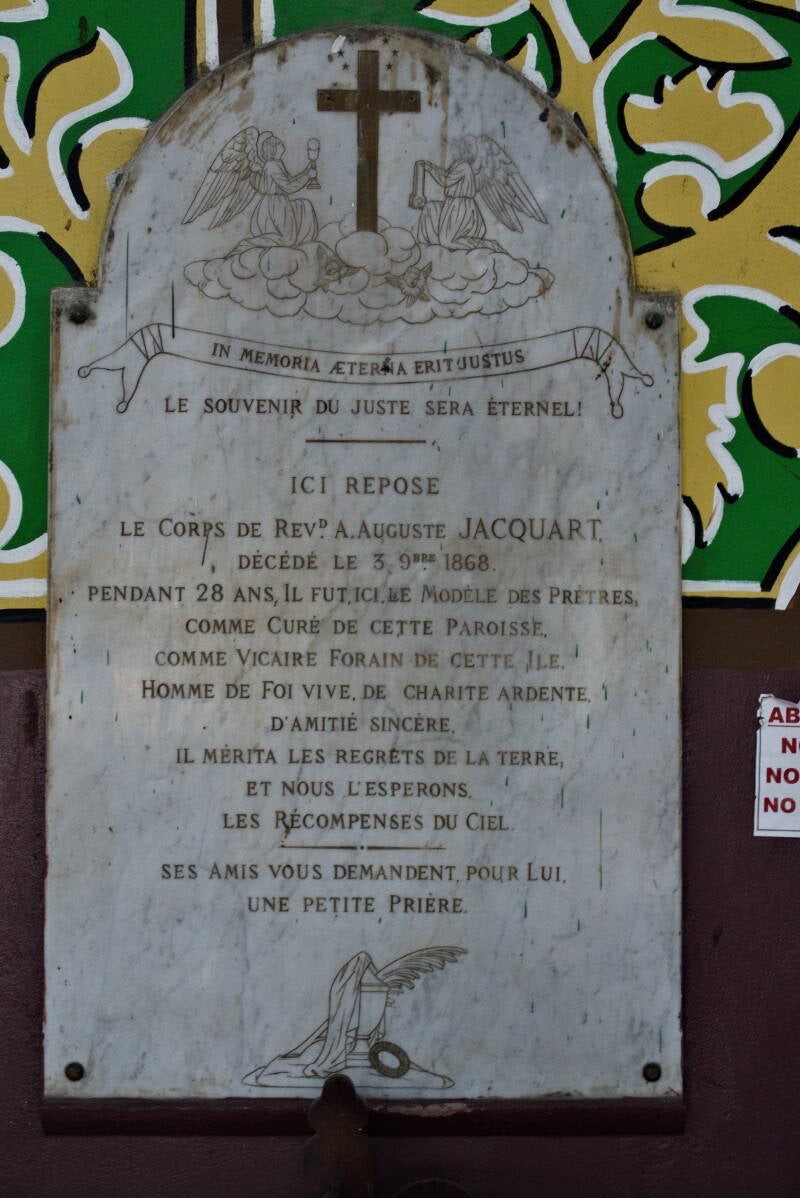 IN MEMORIA ÆTERNA ERIT JUSTUS
LE SOUVENIR DU JUSTE SERA ÉTERNEL!
ICI REPOSE
LE CORPS DE REVD. A. AUGUSTE JACQUART,
DÉCÉDÉ LE 3, 9BRE 1868.
PENDANT 28 ANS, IL FUT, ICI, LE MODÈLE DES PRÊTRES,
COMME CURÉ DE CETTE PAROISSE,
COMME VICAIRE FORAIN DE CETTE ILE.
HOMME DE FOI VIVE, DE CHARITE ARDENTE,
D'AMITIÉ SINCÈRE,
IL MÉRITA LES REGRETS DE LA TERRE,
ET NOUS L'ESPERONS,
LES RÉCOMPENSES DU CIEL.
SES AMIS VOUS DEMANDENT, POUR LUI,
UNE PETITE PRIÈRE.
AB
NO
NO
NO